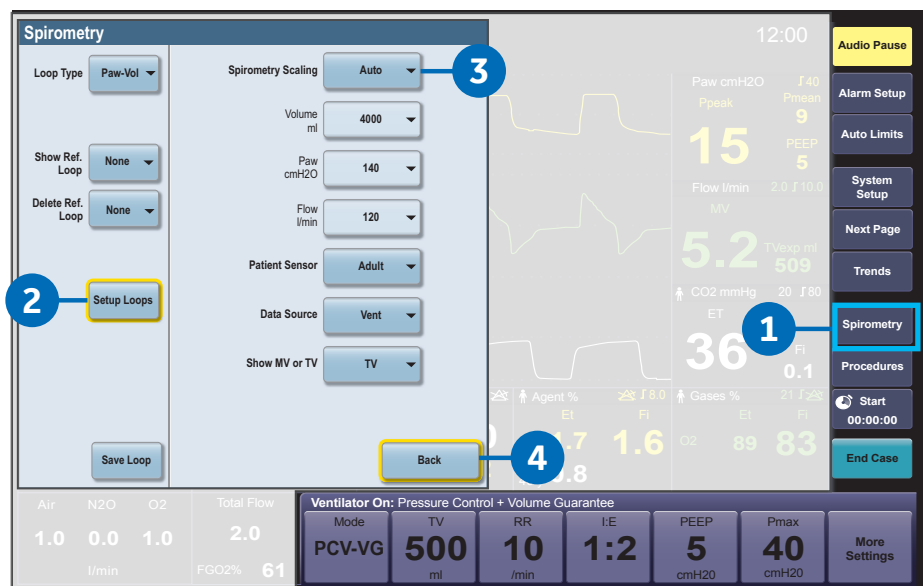 Spirometry
Loop Type
Paw-Vol
Show Ref.
Loop
None
Delete Ref.
Loop
None
2
Setup Loops
Save Loop
Spirometry Scaling
Auto
3
Volume
ml
4000
Paw
cmH2O
140
Flow
l/min
120
Patient Sensor
Adult
Data Source
Vent
Show MV or TV
TV
Back
4
12:00
Paw cmH2O
40
Ppeak
Pmean
9
15
PEEP
5
Flow l/min
2.0
10.0
MV
5.2
TVexp ml
509
CO2 mmHg
20
80
ET
36
Fi
0.1
Agent %
8.0
Et
Fi
.7
1.6
.8
Gases %
21
Et
Fi
O2
89
83
Audio Pause
Alarm Setup
Auto Limits
System
Setup
Next Page
Trends
1
Spirometry
Procedures
Start
00:00:00
End Case
Air
N2O
O2
1.0
0.0
1.0
l/min
Total Flow
2.0
FGO2%
61
Ventilator On: Pressure Control + Volume Guarantee
Mode
PCV-VG
TV
500
ml
RR
10
/min
I:E
1:2
PEEP
5
cmH20
Pmax
40
cmH20
More
Settings